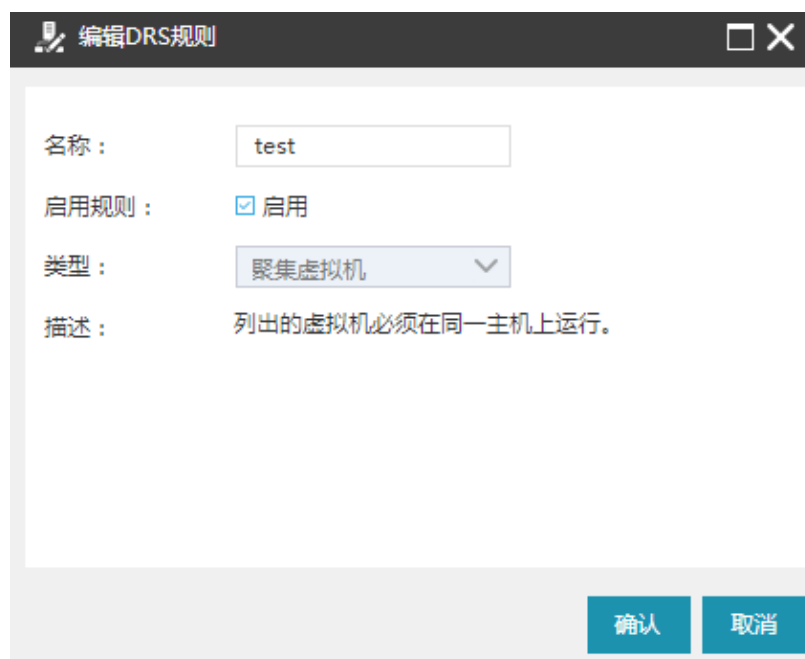 编辑DRS规则
名称： test
启用规则： 启用
类型： 聚集虚拟机
描述： 列出的虚拟机必须在同一主机上运行。
确认 取消